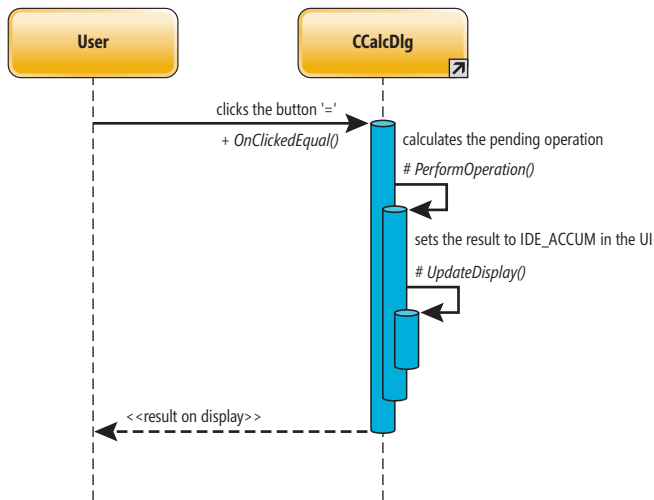 User
CCalcDlg
clicks the button '='
+ OnClickedEqual()
calculates the pending operation
# PerformOperation()
sets the result to IDE_ACCUM in the UI
# UpdateDisplay()
<<result on display>>